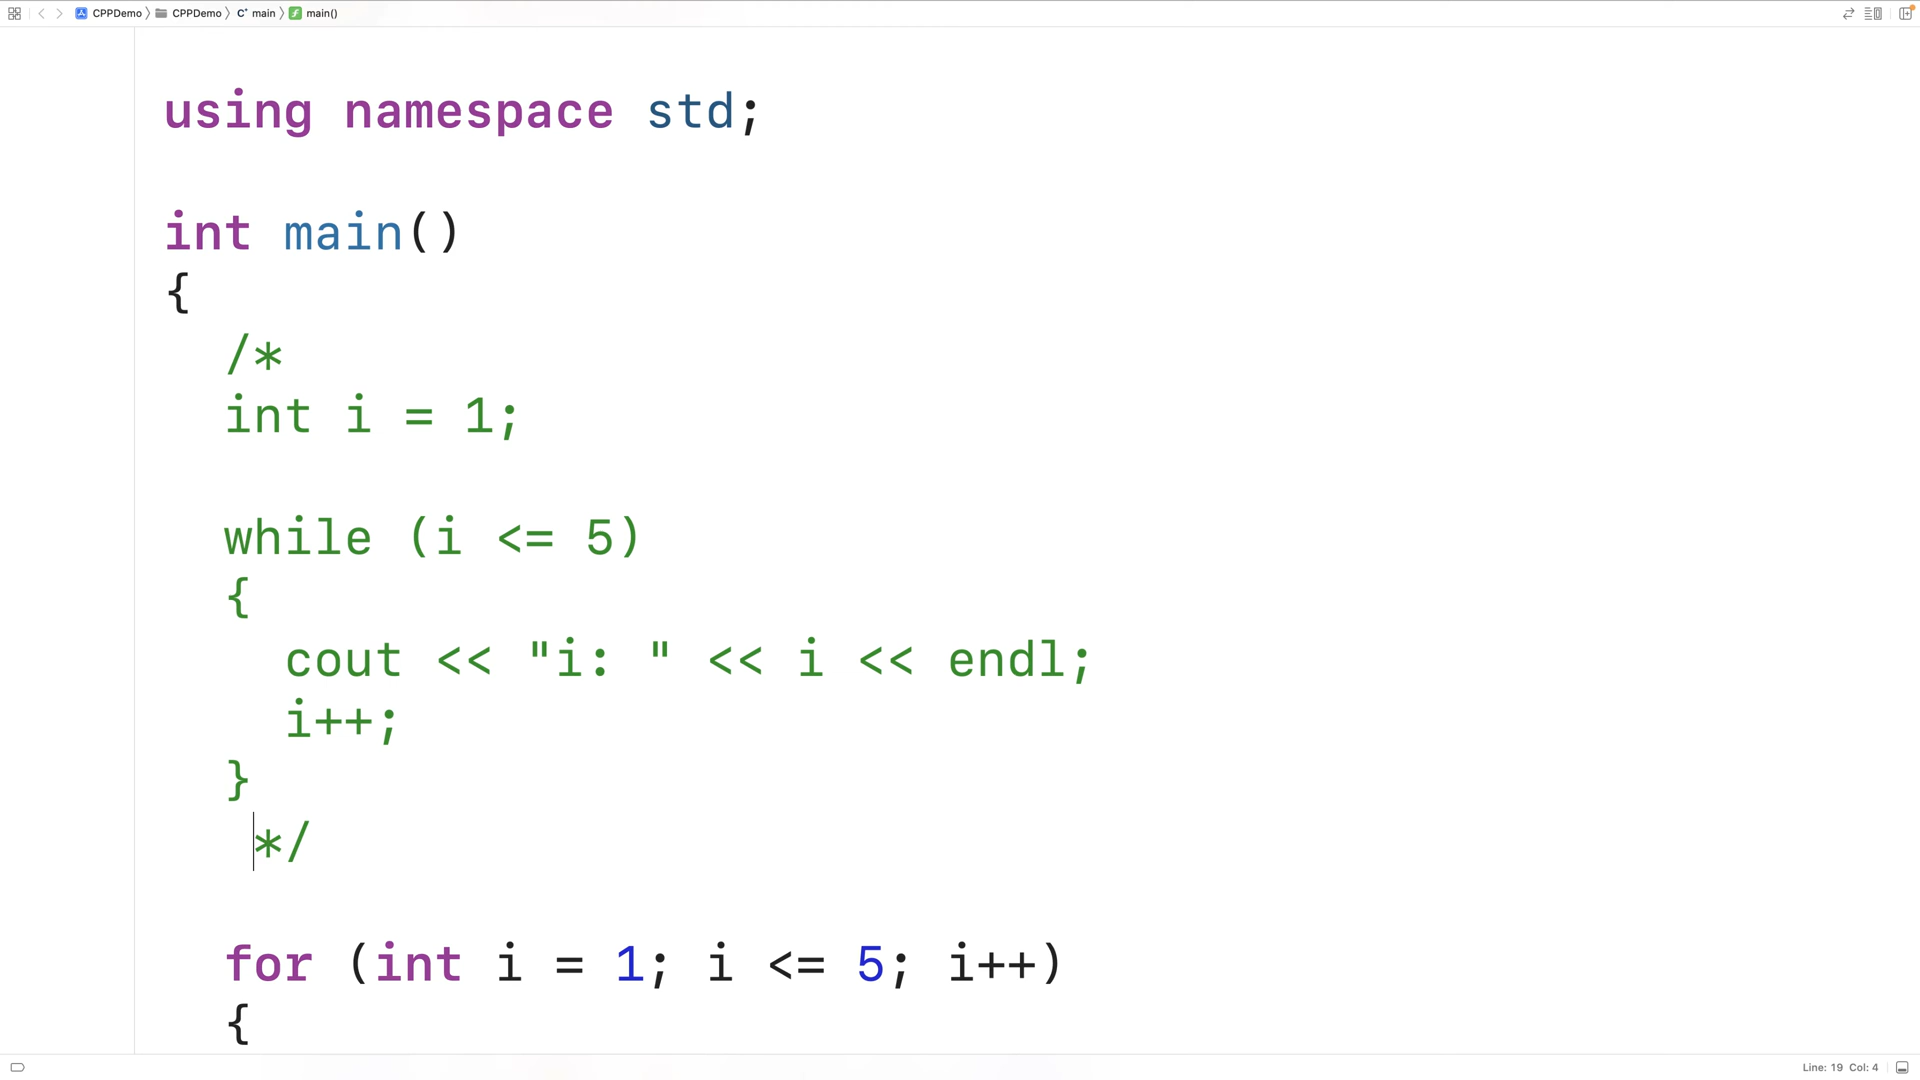 CPPDemo CPPDemo C+ main f main()
using namespace std;
int main()
{
/*
int i = 1;
while (i <= 5)
{
cout << "i: " << i << endl;
i++;
}
*/
for (int i = 1; i <= 5; i++)
{
Line: 19 Col: 4